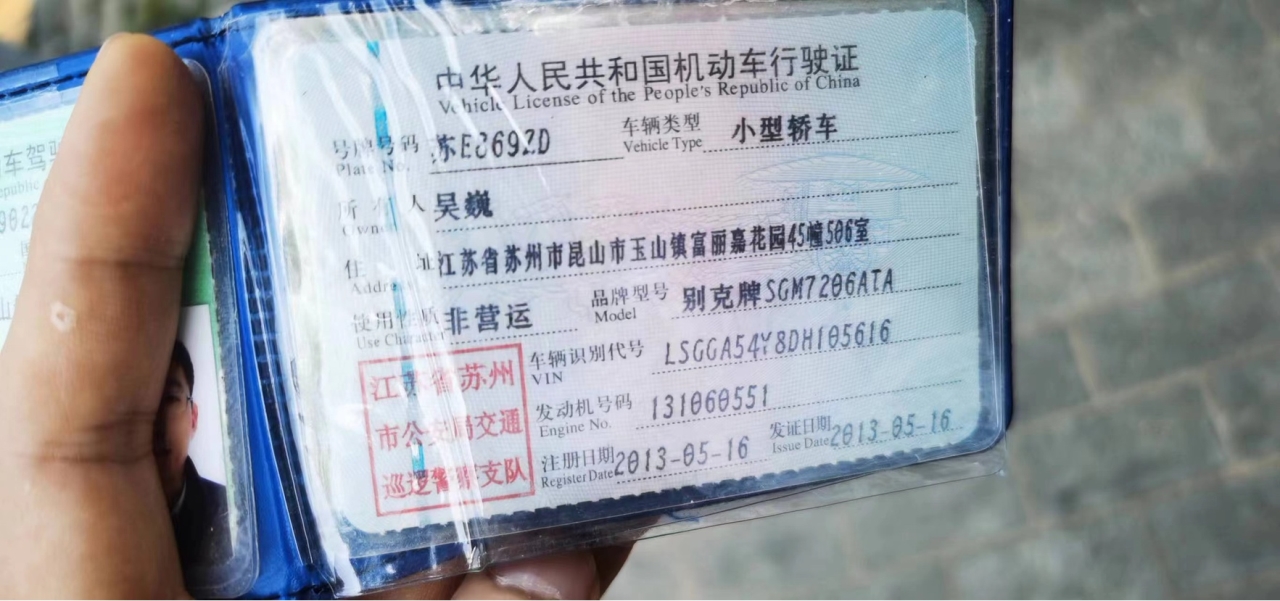 中华人民共和国机动车行驶证
Vehicle License of the People's Republic of China
号牌号码 苏E369ZD 车辆类型 小型轿车
Plate No. Vehicle Type
所有人 吴巍
Owner
住址 江苏省苏州市昆山市玉山镇富丽嘉花园45幢506室
Address
使用性质 非营运 品牌型号 别克牌SGM7206ATA
Use Character Model
车辆识别代号 LSGGA54Y8DH105616
VIN
发动机号码 131060551
Engine No.
注册日期 2013-05-16 发证日期 2013-05-16
Register Date Issue Date
江苏省苏州
市公安局交通
巡逻警察支队